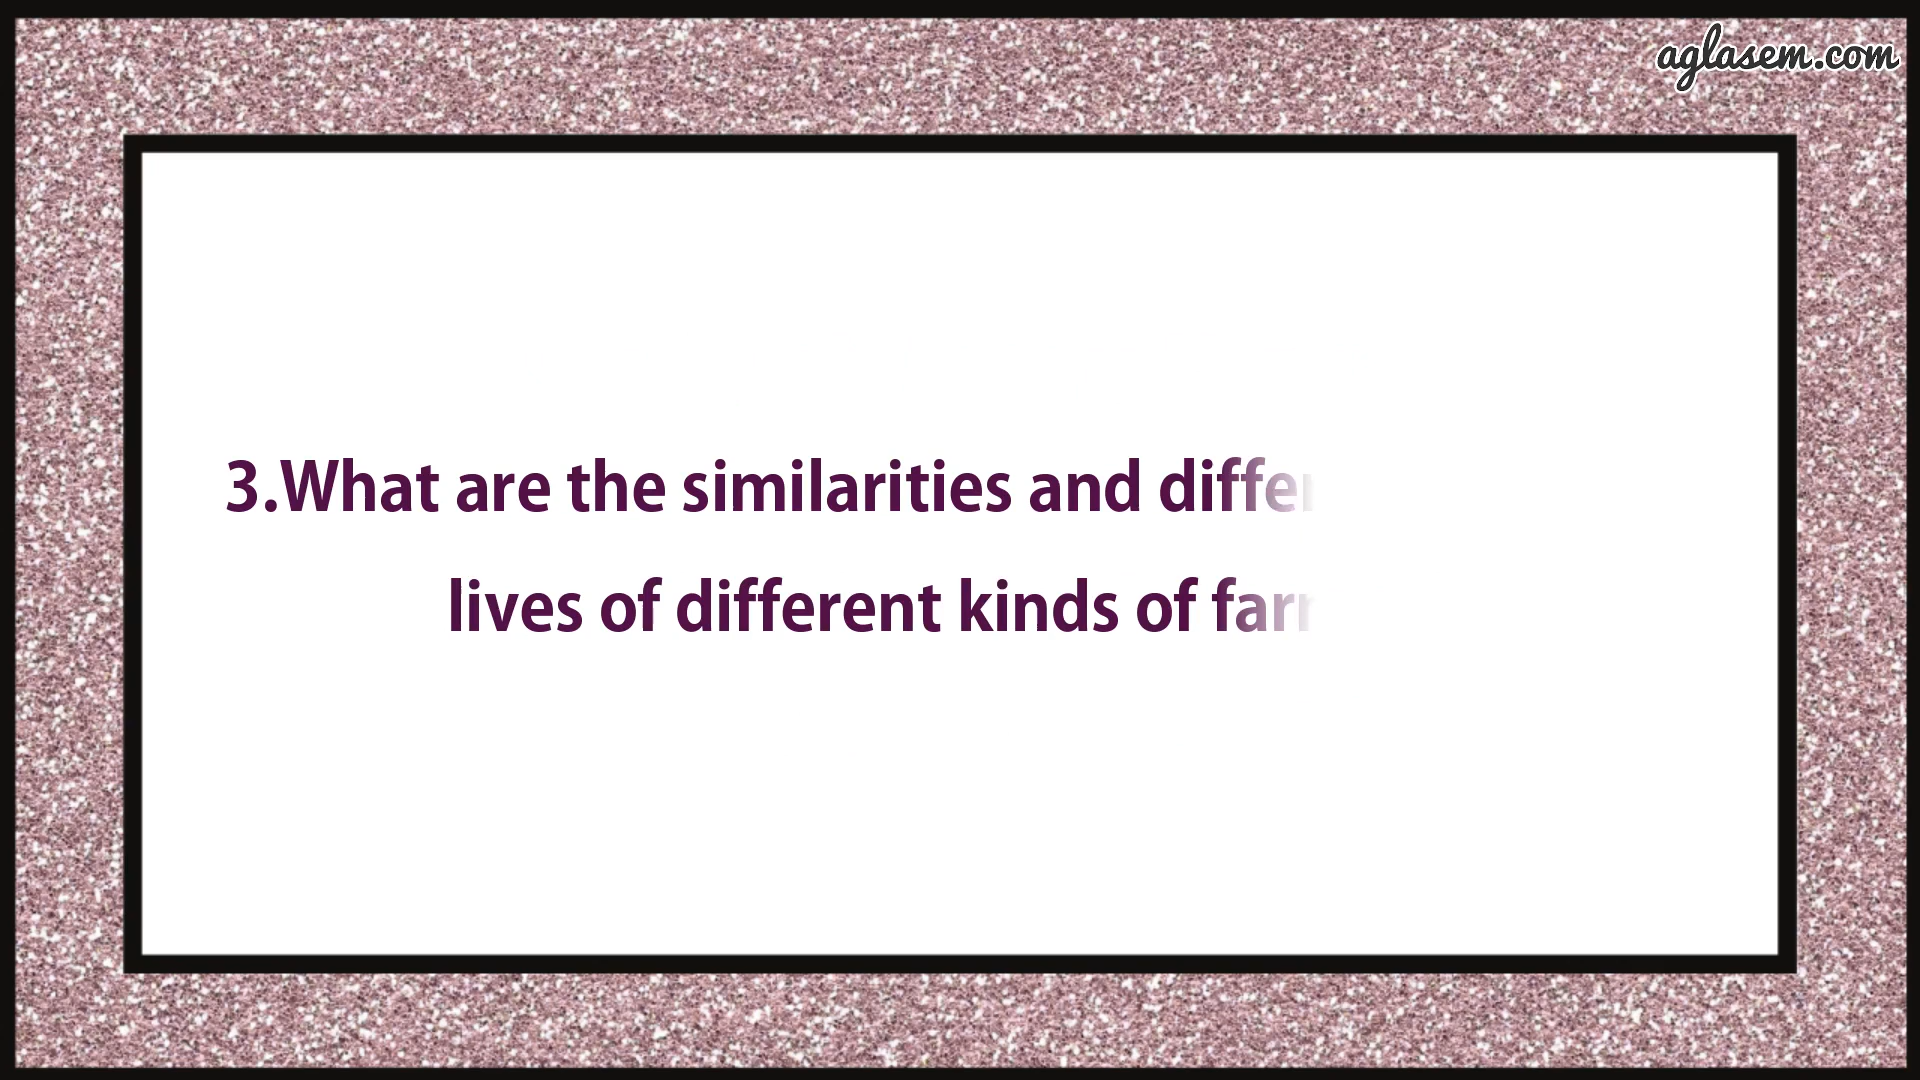 aglasem.com
3.What are the similarities and differ
lives of different kinds of far